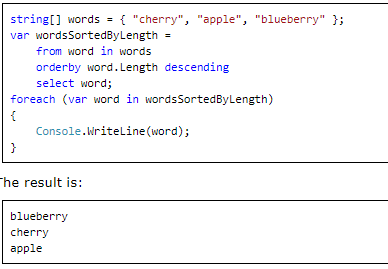 string[] words = { "cherry", "apple", "blueberry" };
var wordsSortedByLength =
    from word in words
    orderby word.Length descending
    select word;
foreach (var word in wordsSortedByLength)
{
    Console.WriteLine(word);
}
The result is:
blueberry
cherry
apple